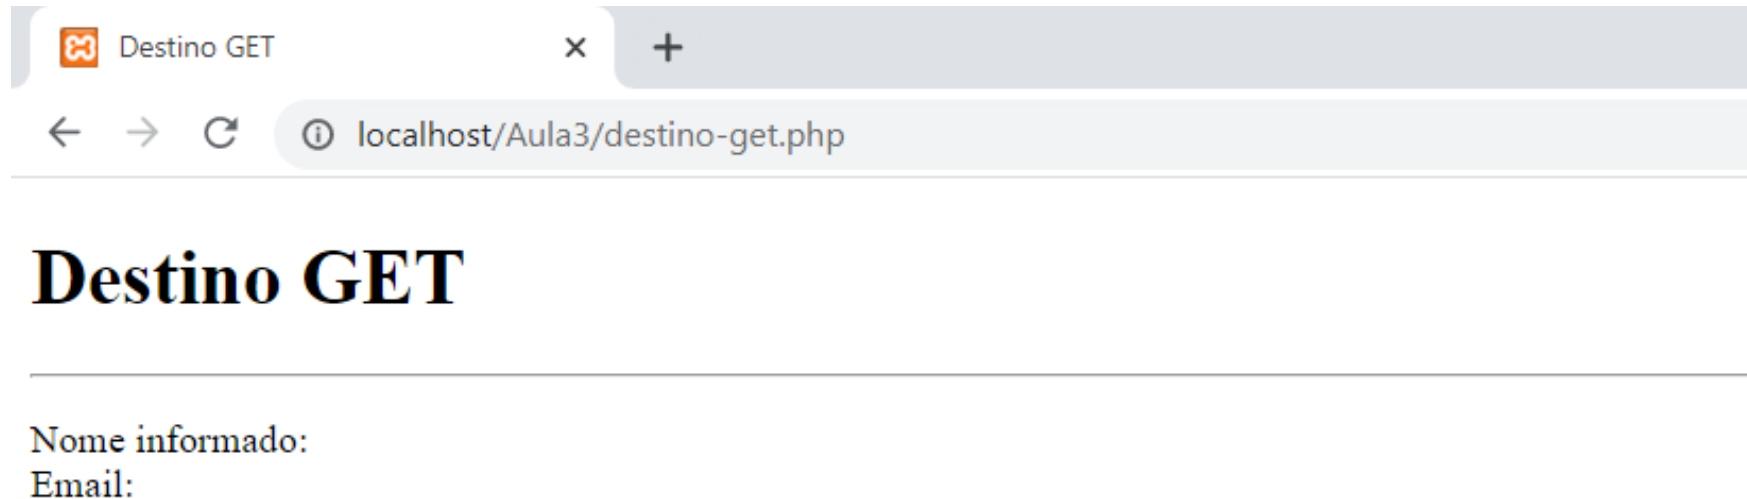 Destino GET
localhost/Aula3/destino-get.php
Destino GET
Nome informado:
Email: